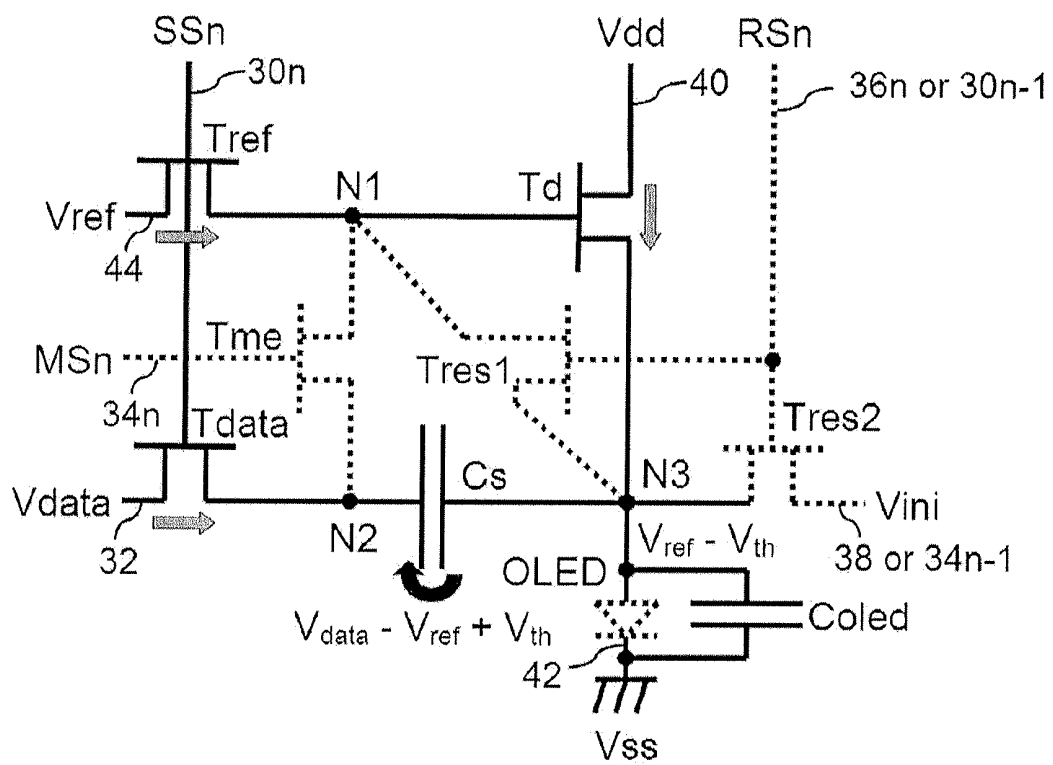 SSn
Vdd
RSn
30n
40
36n or 30n-1
Tref
N1
Td
Vref
44
Tme
MSn
Tres1
34n
Tdata
Tres2
Cs
N3
Vdata
Vini
32
N2
Vref - Vth
38 or 34n-1
OLED
Vdata - Vref + Vth
Coled
42
Vss